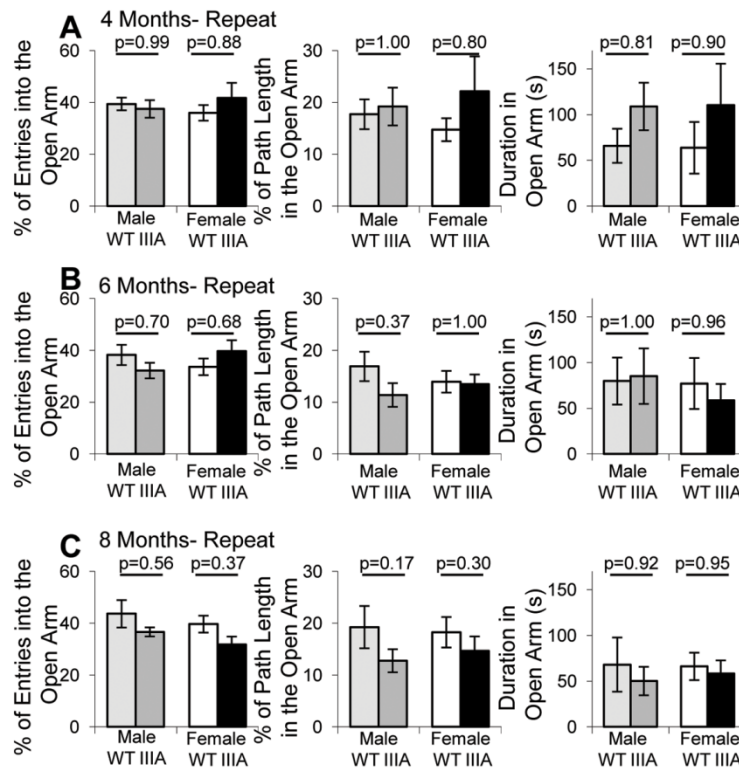 A 4 Months- Repeat
% of Entries into the
Open Arm
60
40
20
0
p=0.99 p=0.88
Male Female
WT IIIA WT IIIA
% of Path Length
in the Open Arm
30
20
10
0
p=1.00 p=0.80
Male Female
WT IIIA WT IIIA
Duration in
Open Arm (s)
150
100
50
0
p=0.81 p=0.90
Male Female
WT IIIA WT IIIA
B 6 Months- Repeat
% of Entries into the
Open Arm
60
40
20
0
p=0.70 p=0.68
Male Female
WT IIIA WT IIIA
% of Path Length
in the Open Arm
30
20
10
0
p=0.37 p=1.00
Male Female
WT IIIA WT IIIA
Duration in
Open Arm (s)
150
100
50
0
p=1.00 p=0.96
Male Female
WT IIIA WT IIIA
C 8 Months- Repeat
% of Entries into the
Open Arm
60
40
20
0
p=0.56 p=0.37
Male Female
WT IIIA WT IIIA
% of Path Length
in the Open Arm
30
20
10
0
p=0.17 p=0.30
Male Female
WT IIIA WT IIIA
Duration in
Open Arm (s)
150
100
50
0
p=0.92 p=0.95
Male Female
WT IIIA WT IIIA